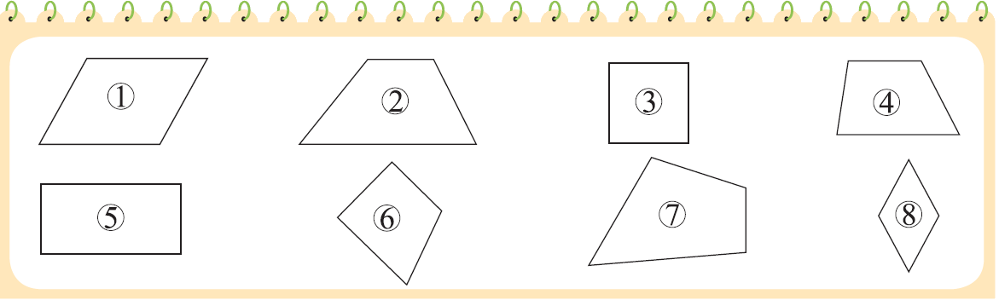 ① ② ③ ④
⑤ ⑥ ⑦ ⑧